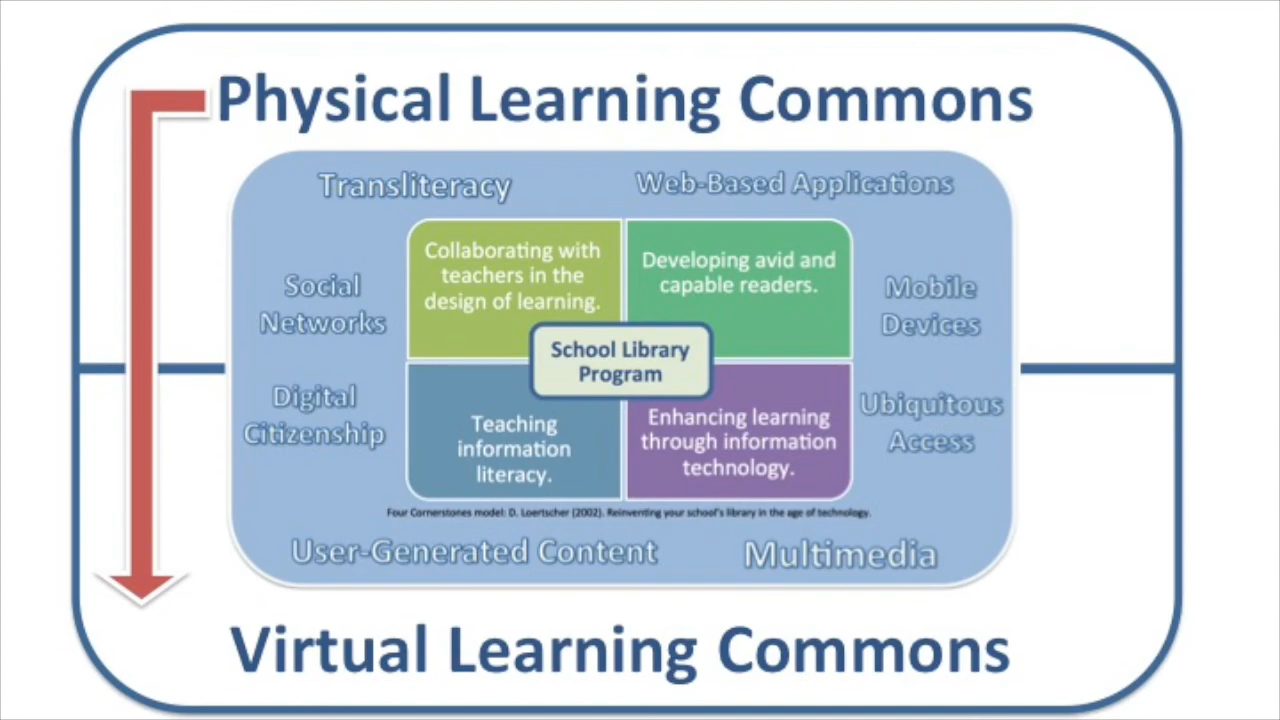 Physical Learning Commons
Transliteracy
Web-Based Applications
Collaborating with
teachers in the
design of learning.
Developing avid and
capable readers.
Social
Networks
Mobile
Devices
School Library
Program
Digital
Citizenship
Ubiquitous
Access
Teaching
information
literacy.
Enhancing learning
through information
technology.
Four Cornerstones model: D. Loertscher (2002). Reinventing your school's library in the age of technology.
User-Generated Content
Multimedia
Virtual Learning Commons